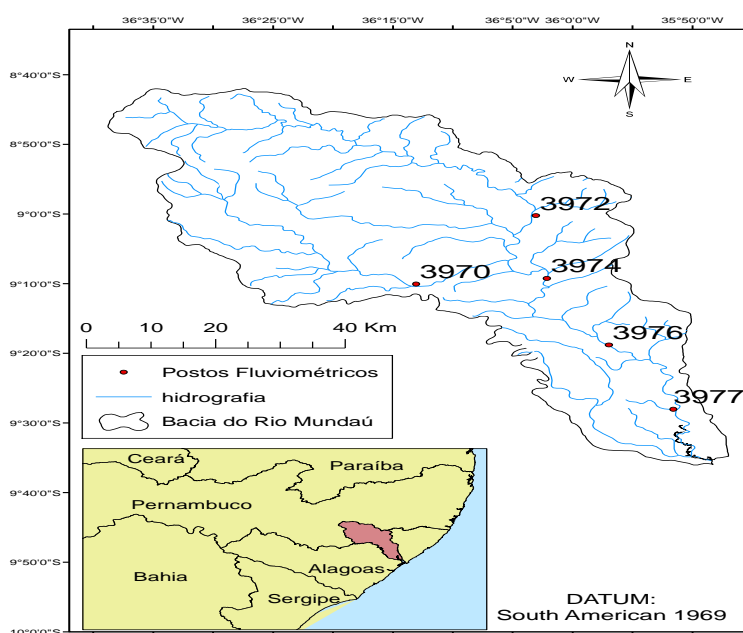 36°35'0"W 36°25'0"W 36°15'0"W 36°5'0"W 36°0'0"W 35°50'0"W
N
W E
S
8°40'0"S
8°50'0"S
9°0'0"S
9°10'0"S
9°20'0"S
9°30'0"S
9°40'0"S
9°50'0"S
10°0'0"S
3972
3970
3974
3976
3977
0 10 20 40 Km
Postos Fluviométricos
hidrografia
Bacia do Rio Mundaú
Ceará
Paraíba
Pernambuco
Bahia
Alagoas
Sergipe
DATUM:
South American 1969